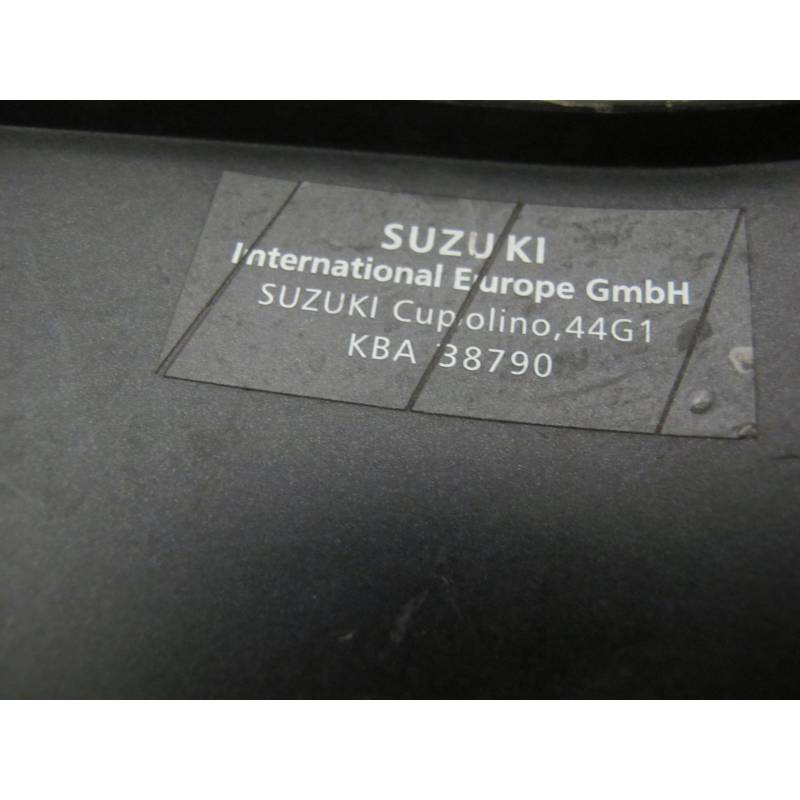 SUZUKI
International Europe GmbH
SUZUKI Cupolino,44G1
KBA 38790